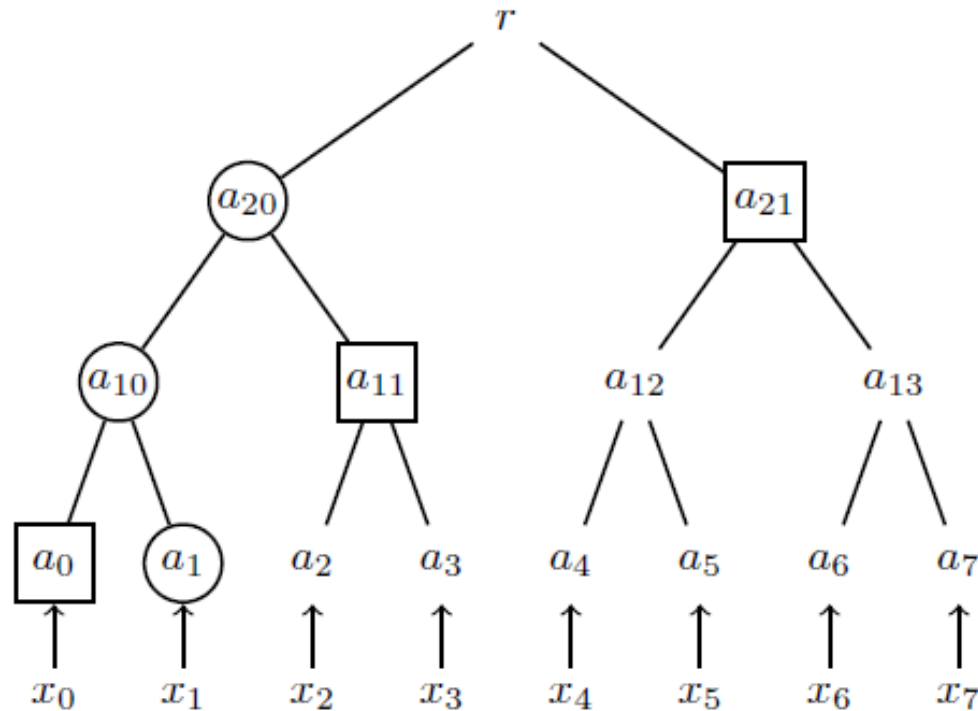 r
a₂₀ a₂₁
a₁₀ a₁₁ a₁₂ a₁₃
a₀ a₁ a₂ a₃ a₄ a₅ a₆ a₇
x₀ x₁ x₂ x₃ x₄ x₅ x₆ x₇